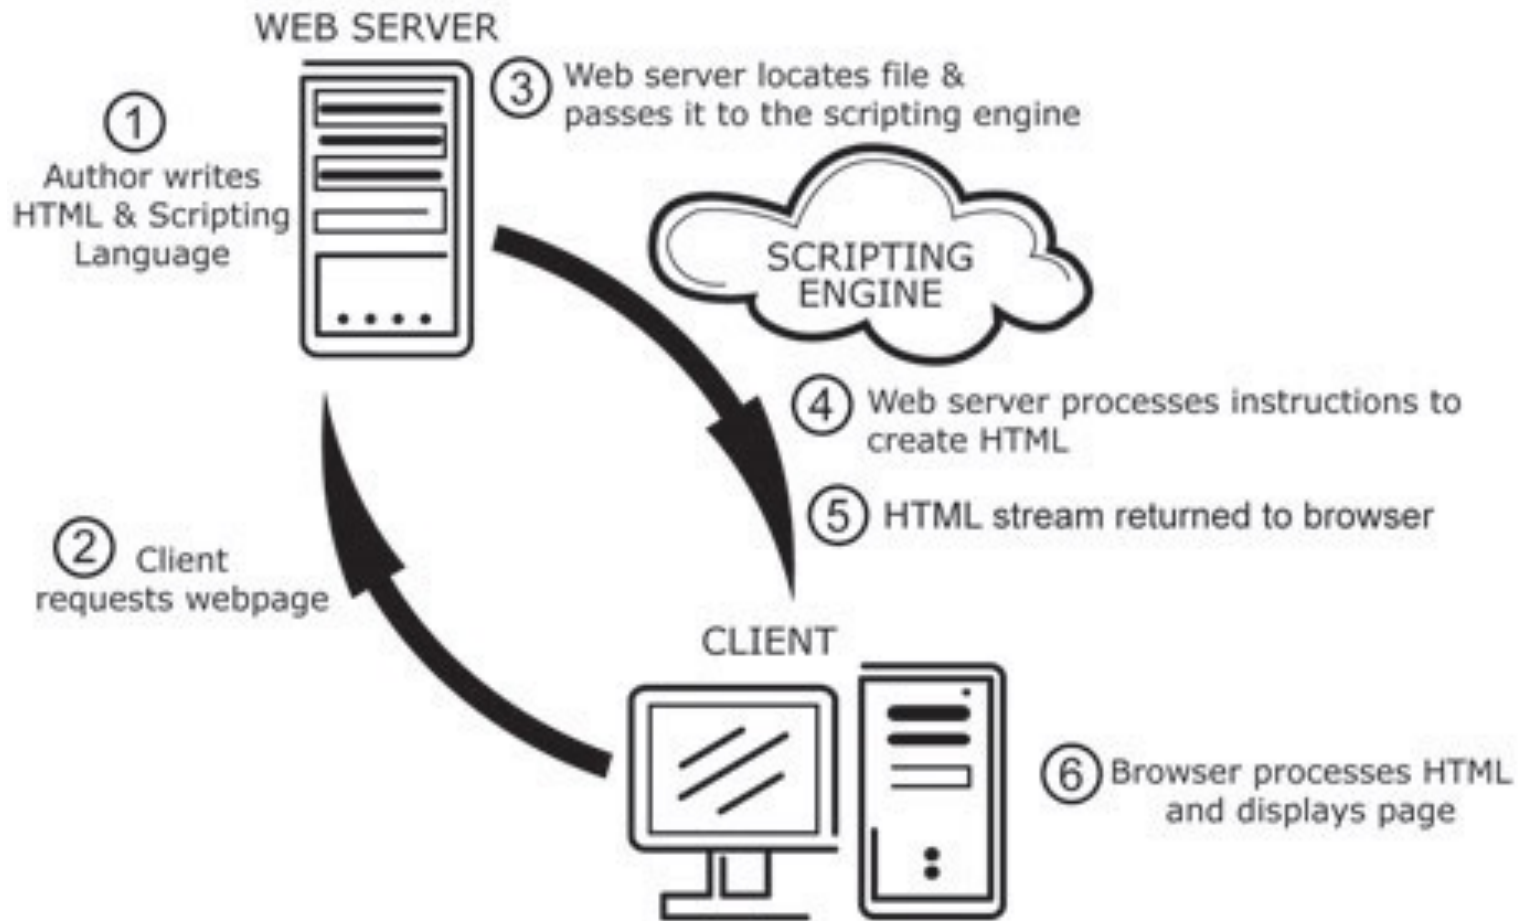 WEB SERVER
1
Author writes
HTML & Scripting
Language
3
Web server locates file &
passes it to the scripting engine
SCRIPTING
ENGINE
4
Web server processes instructions to
create HTML
5
HTML stream returned to browser
2
Client
requests webpage
CLIENT
6
Browser processes HTML
and displays page